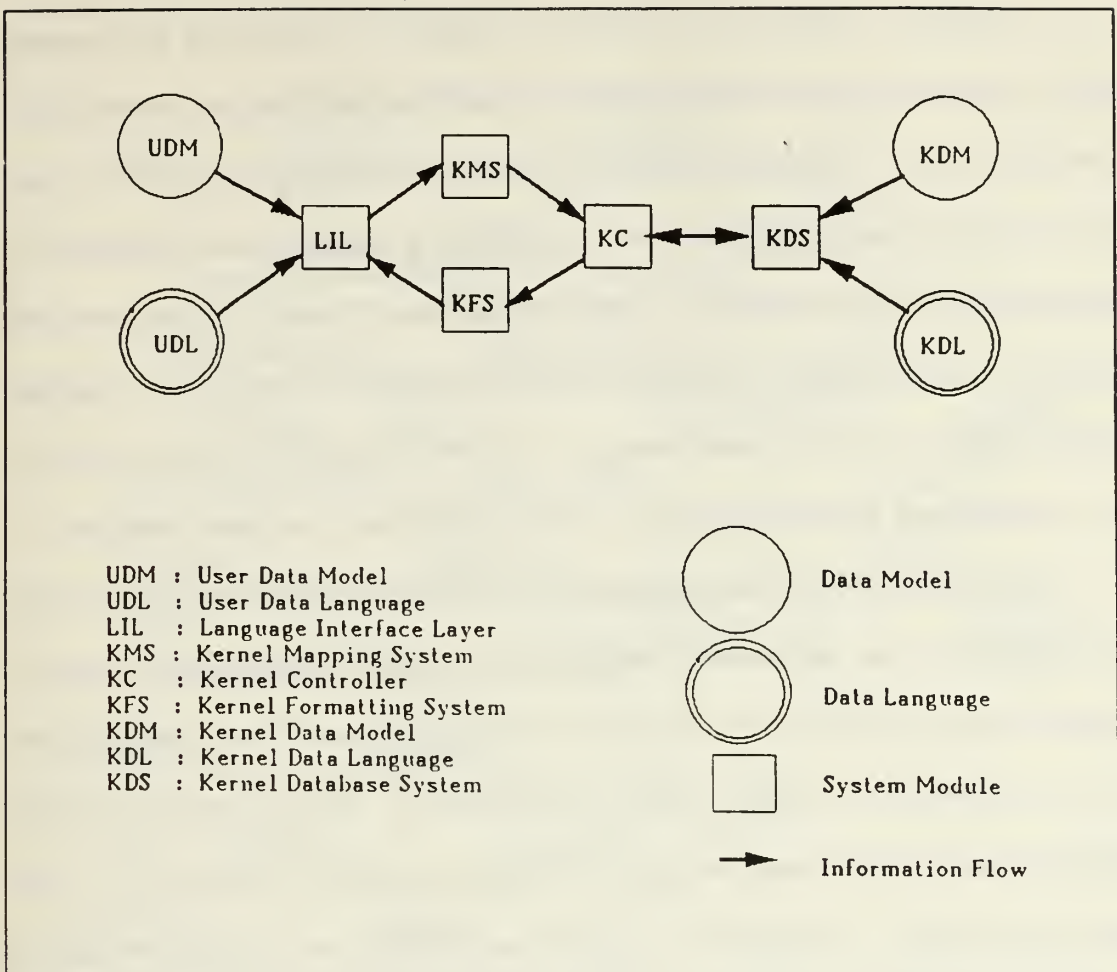 UDM
KMS
KDM
LIL
KC
KDS
KFS
UDL
KDL
UDM : User Data Model
UDL : User Data Language
LIL : Language Interface Layer
KMS : Kernel Mapping System
KC : Kernel Controller
KFS : Kernel Formatting System
KDM : Kernel Data Model
KDL : Kernel Data Language
KDS : Kernel Database System
Data Model
Data Language
System Module
Information Flow